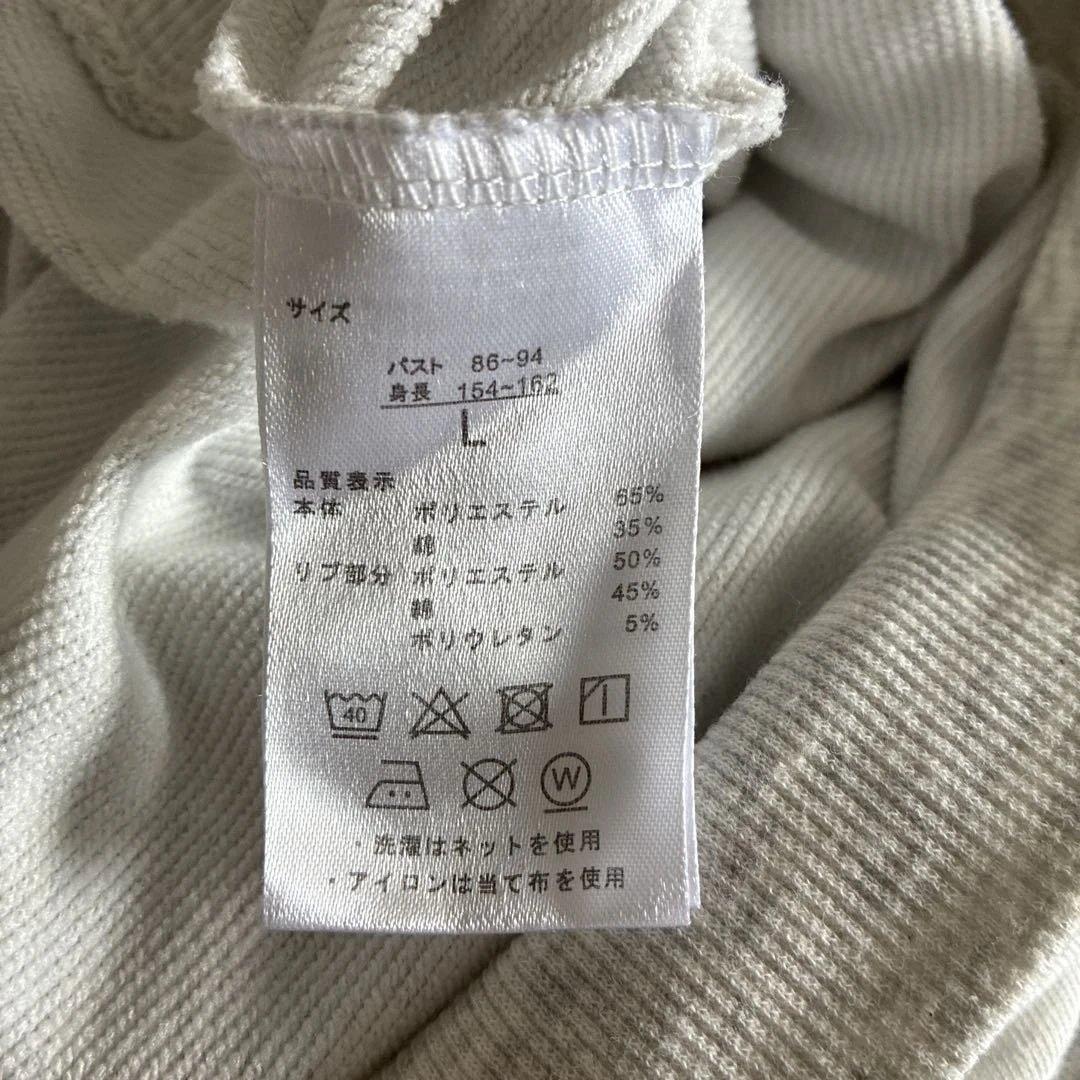 サイズ
バスト 86~94
身長 154~162
L
品質表示
本体 ポリエステル 65%
綿 35%
リブ部分 ポリエステル 50%
綿 45%
ポリウレタン 5%
40
W
・洗濯はネットを使用
・アイロンは当て布を使用